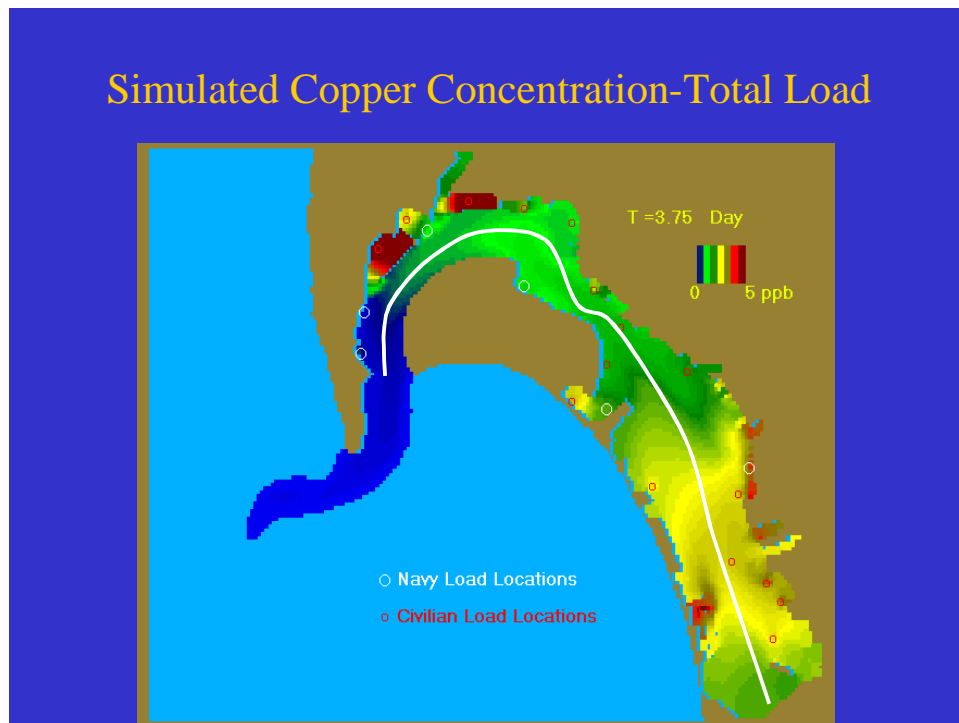 Simulated Copper Concentration-Total Load
T =3.75 Day
0 5 ppb
Navy Load Locations
Civilian Load Locations